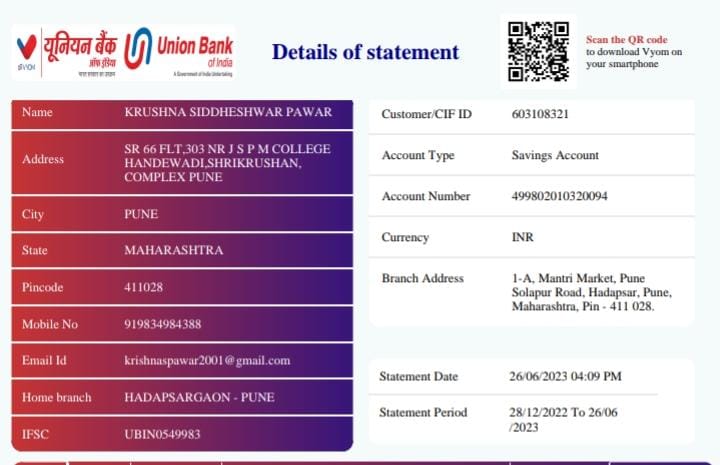 यूनियन बैंक
ऑफ़ इंडिया
भारत सरकार का उपक्रम
Union Bank
of India
A Government of India Undertaking
VYOM
Details of statement
Scan the QR code
to download Vyom on
your smartphone
Name KRUSHNA SIDDHESHWAR PAWAR
Address SR 66 FLT,303 NR J S P M COLLEGE
HANDEWADI,SHRIKRUSHAN,
COMPLEX PUNE
City PUNE
State MAHARASHTRA
Pincode 411028
Mobile No 919834984388
Email Id krishnaspawar2001@gmail.com
Home branch HADAPSARGAON - PUNE
IFSC UBIN0549983
Customer/CIF ID 603108321
Account Type Savings Account
Account Number 499802010320094
Currency INR
Branch Address 1-A, Mantri Market, Pune
Solapur Road, Hadapsar, Pune,
Maharashtra, Pin - 411 028.
Statement Date 26/06/2023 04:09 PM
Statement Period 28/12/2022 To 26/06
/2023